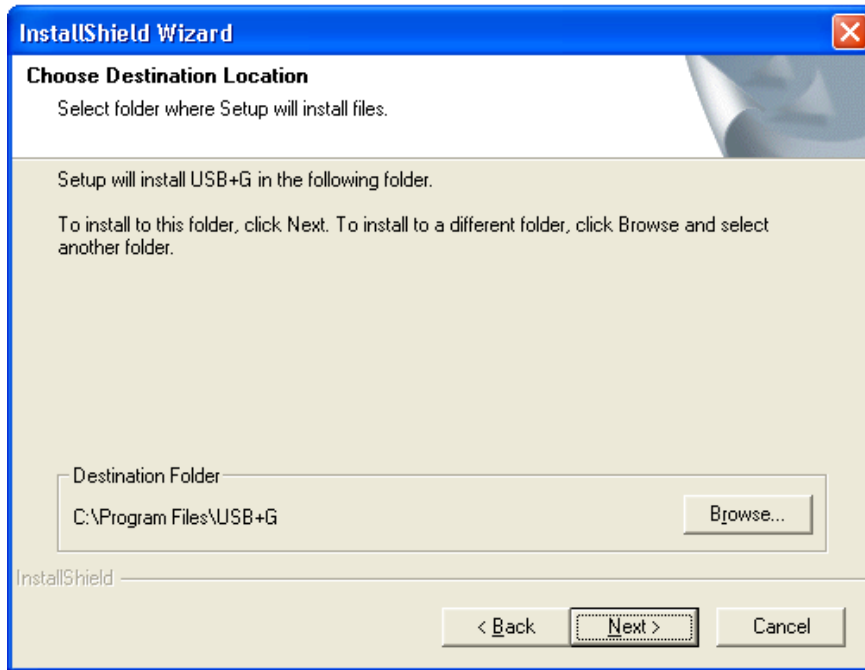 InstallShield Wizard
Choose Destination Location
Select folder where Setup will install files.
Setup will install USB+G in the following folder.
To install to this folder, click Next. To install to a different folder, click Browse and select
another folder.
Destination Folder
C:\Program Files\USB+G
Browse...
InstallShield
< Back
Next >
Cancel